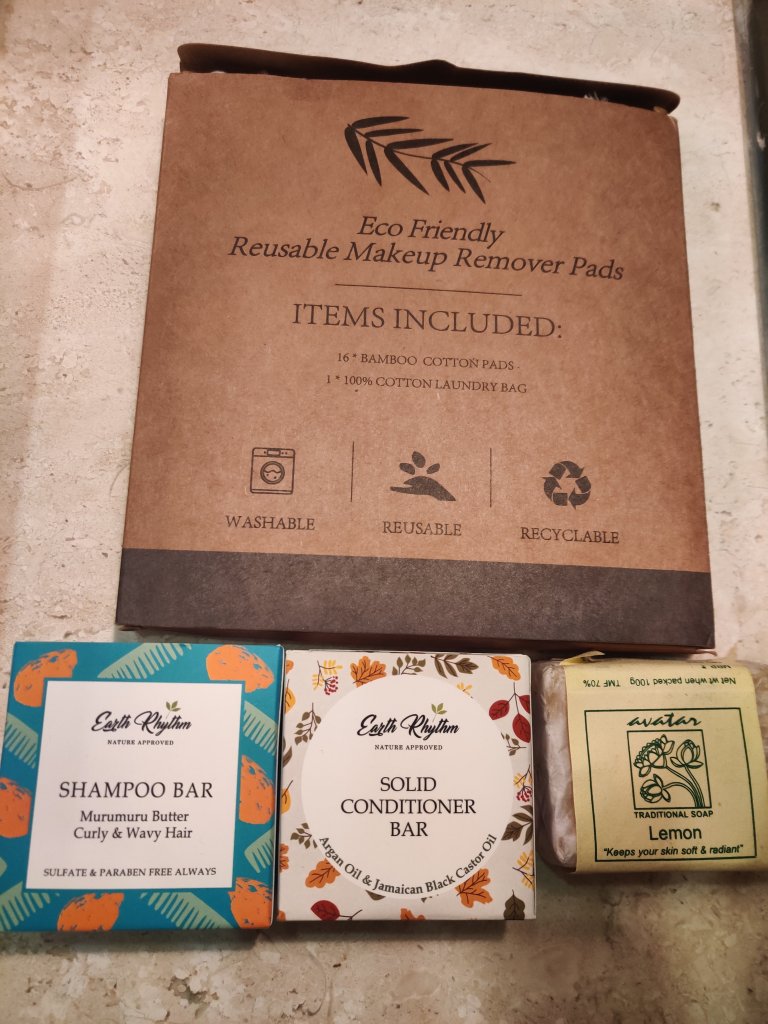 Eco Friendly
Reusable Makeup Remover Pads
ITEMS INCLUDED:
16 * BAMBOO COTTON PADS
1 * 100% COTTON LAUNDRY BAG
WASHABLE
REUSABLE
RECYCLABLE
Earth Rhythm
NATURE APPROVED
SHAMPOO BAR
Murumuru Butter
Curly & Wavy Hair
SULFATE & PARABEN FREE ALWAYS
Earth Rhythm
NATURE APPROVED
SOLID
CONDITIONER
BAR
Argan Oil & Jamaican Black Castor Oil
Net when packed 100g
TMF 70%
avatar
TRADITIONAL SOAP
Lemon
"Keeps your skin soft & radiant"